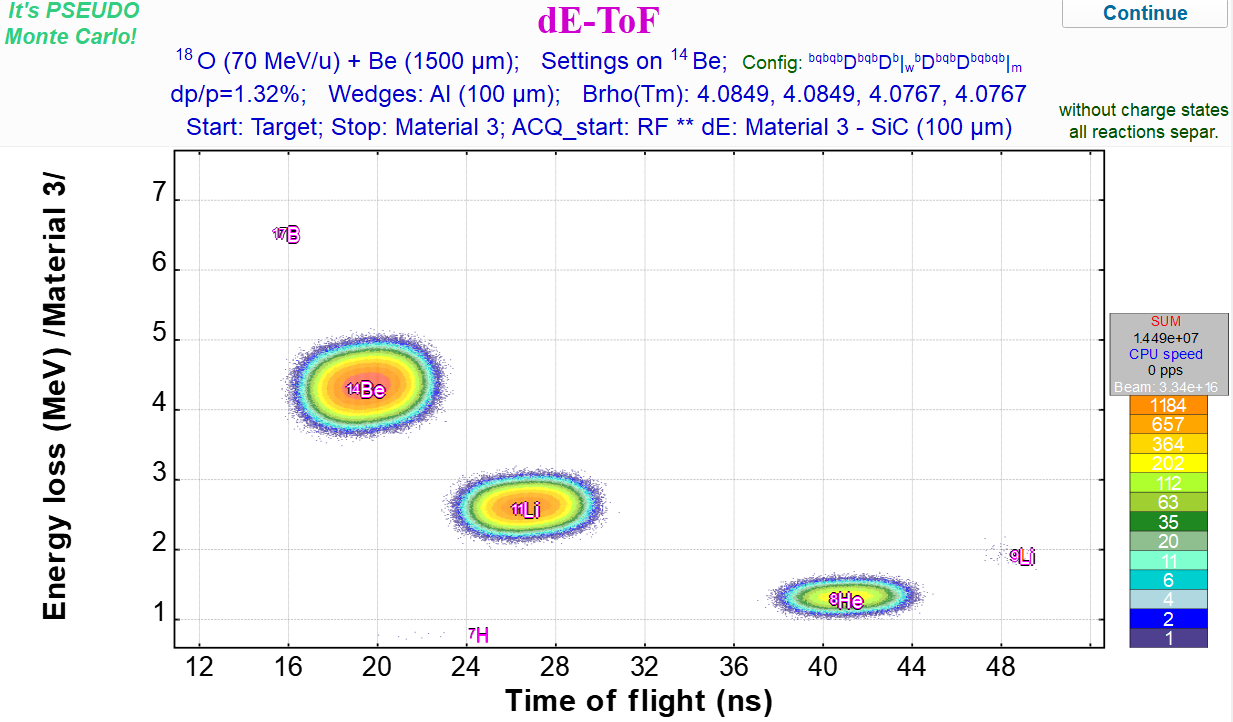 It's PSEUDO
Monte Carlo!
dE-ToF
Continue
18O (70 MeV/u) + Be (1500 µm); Settings on 14Be; Config: bqbqbDbqbDb|wbDbqbDbqbqb|m
dp/p=1.32%; Wedges: Al (100 µm); Brho(Tm): 4.0849, 4.0849, 4.0767, 4.0767
Start: Target; Stop: Material 3; ACQ_start: RF ** dE: Material 3 - SiC (100 µm)
without charge states
all reactions separ.
Energy loss (MeV) /Material 3/
7
6
5
4
3
2
1
17B
14Be
11Li
9Li
8He
7H
12 16 20 24 28 32 36 40 44 48
Time of flight (ns)
SUM
1.449e+07
CPU speed
0 pps
Beam: 3.34e+16
1184
657
364
202
112
63
35
20
11
6
4
2
1